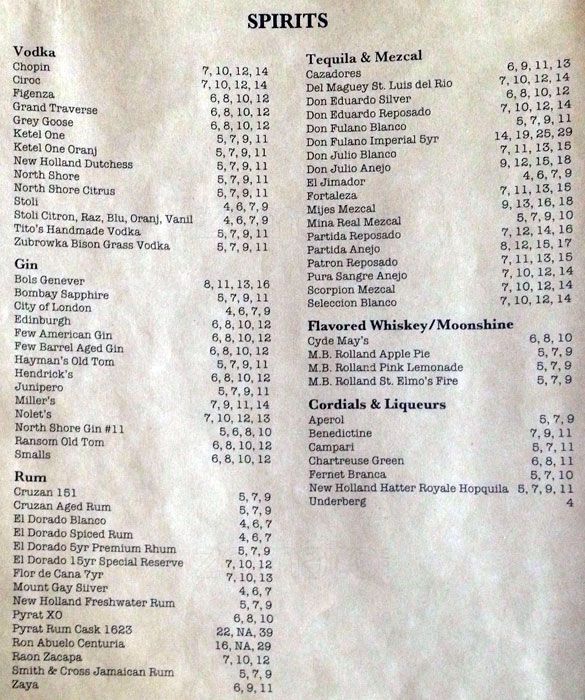 SPIRITS
Vodka
Chopin 7, 10, 12, 14
Ciroc 7, 10, 12, 14
Figenza 6, 8, 10, 12
Grand Traverse 6, 8, 10, 12
Grey Goose 6, 8, 10, 12
Ketel One 5, 7, 9, 11
Ketel One Oranj 5, 7, 9, 11
New Holland Dutchess 5, 7, 9, 11
North Shore 5, 7, 9, 11
North Shore Citrus 5, 7, 9, 11
Stoli 4, 6, 7, 9
Stoli Citron, Raz, Blu, Oranj, Vanil 4, 6, 7, 9
Tito's Handmade Vodka 5, 7, 9, 11
Zubrowka Bison Grass Vodka 5, 7, 9, 11
Gin
Bols Genever 8, 11, 13, 16
Bombay Sapphire 5, 7, 9, 11
City of London 4, 6, 7, 9
Edinburgh 6, 8, 10, 12
Few American Gin 6, 8, 10, 12
Few Barrel Aged Gin 6, 8, 10, 12
Hayman's Old Tom 5, 7, 9, 11
Hendrick's 6, 8, 10, 12
Junipero 5, 7, 9, 11
Miller's 7, 9, 11, 14
Nolet's 7, 10, 12, 13
North Shore Gin #11 5, 6, 8, 10
Ransom Old Tom 6, 8, 10, 12
Smalls 6, 8, 10, 12
Rum
Cruzan 151 5, 7, 9
Cruzan Aged Rum 5, 7, 9
El Dorado Blanco 4, 6, 7
El Dorado Spiced Rum 4, 6, 7
El Dorado 5yr Premium Rhum 5, 7, 9
El Dorado 15yr Special Reserve 7, 10, 12
Flor de Cana 7yr 7, 10, 13
Mount Gay Silver 4, 6, 7
New Holland Freshwater Rum 5, 7, 9
Pyrat XO 6, 8, 10
Pyrat Rum Cask 1623 22, NA, 39
Ron Abuelo Centuria 16, NA, 29
Raon Zacapa 7, 10, 12
Smith & Cross Jamaican Rum 5, 7, 9
Zaya 6, 9, 11
Tequila & Mezcal
Cazadores 6, 9, 11, 13
Del Maguey St. Luis del Rio 7, 10, 12, 14
Don Eduardo Silver 6, 8, 10, 12
Don Eduardo Reposado 7, 10, 12, 14
Don Fulano Blanco 5, 7, 9, 11
Don Fulano Imperial 5yr 14, 19, 25, 29
Don Julio Blanco 7, 11, 13, 15
Don Julio Anejo 9, 12, 15, 18
El Jimador 4, 6, 7, 9
Fortaleza 7, 11, 13, 15
Mijes Mezcal 9, 13, 16, 18
Mina Real Mezcal 5, 7, 9, 10
Partida Reposado 7, 12, 14, 16
Partida Anejo 8, 12, 15, 17
Patron Reposado 7, 11, 13, 15
Pura Sangre Anejo 7, 10, 12, 14
Scorpion Mezcal 7, 10, 12, 14
Seleccion Blanco 7, 10, 12, 14
Flavored Whiskey/Moonshine
Cyde May's 6, 8, 10
M.B. Rolland Apple Pie 5, 7, 9
M.B. Rolland Pink Lemonade 5, 7, 9
M.B. Rolland St. Elmo's Fire 5, 7, 9
Cordials & Liqueurs
Aperol 5, 7, 9
Benedictine 7, 9, 11
Campari 5, 7, 11
Chartreuse Green 6, 8, 11
Fernet Branca 5, 7, 10
New Holland Hatter Royale Hopquila 5, 7, 9, 11
Underberg 4